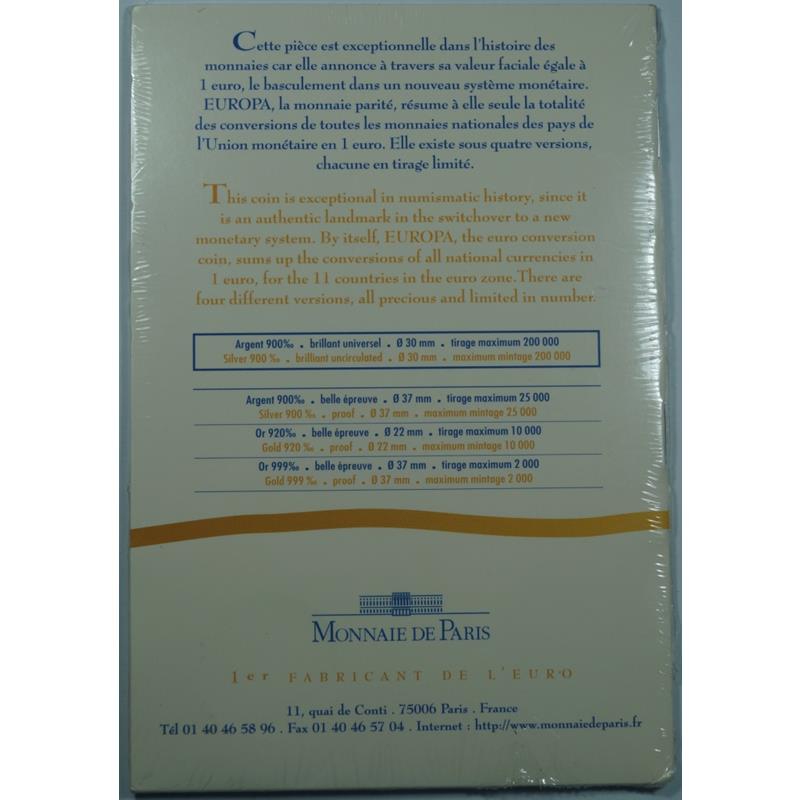 Cette pièce est exceptionnelle dans l'histoire des
monnaies car elle annonce à travers sa valeur faciale égale à
1 euro, le basculement dans un nouveau système monétaire.
EUROPA, la monnaie parité, résume à elle seule la totalité
des conversions de toutes les monnaies nationales des pays de
l'Union monétaire en 1 euro. Elle existe sous quatre versions,
chacune en tirage limité.
This coin is exceptional in numismatic history, since it
is an authentic landmark in the switchover to a new
monetary system. By itself, EUROPA, the euro conversion
coin, sums up the conversions of all national currencies in
1 euro, for the 11 countries in the euro zone.There are
four different versions, all precious and limited in number.
Argent 900‰ . brillant universel . Ø 30 mm . tirage maximum 200 000
Silver 900 ‰ . brilliant uncirculated . Ø 30 mm . maximum mintage 200 000
Argent 900‰ . belle épreuve . Ø 37 mm . tirage maximum 25 000
Silver 900 ‰ . proof . Ø 37 mm . maximum mintage 25 000
Or 920‰ . belle épreuve . Ø 22 mm . tirage maximum 10 000
Gold 920 ‰ . proof . Ø 22 mm . maximum mintage 10 000
Or 999‰ . belle épreuve . Ø 37 mm . tirage maximum 2 000
Gold 999 ‰ . proof . Ø 37 mm . maximum mintage 2 000
MONNAIE DE PARIS
1er FABRICANT DE L'EURO
11, quai de Conti . 75006 Paris . France
Tél 01 40 46 58 96 . Fax 01 40 46 57 04 . Internet : http://www.monnaiedeparis.fr